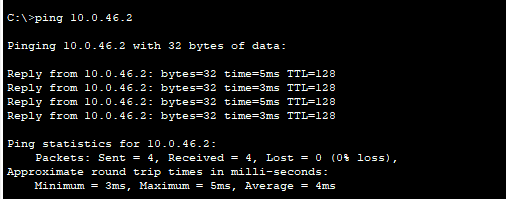 C:\>ping 10.0.46.2
Pinging 10.0.46.2 with 32 bytes of data:
Reply from 10.0.46.2: bytes=32 time=5ms TTL=128
Reply from 10.0.46.2: bytes=32 time=3ms TTL=128
Reply from 10.0.46.2: bytes=32 time=5ms TTL=128
Reply from 10.0.46.2: bytes=32 time=3ms TTL=128
Ping statistics for 10.0.46.2:
    Packets: Sent = 4, Received = 4, Lost = 0 (0% loss),
Approximate round trip times in milli-seconds:
    Minimum = 3ms, Maximum = 5ms, Average = 4ms